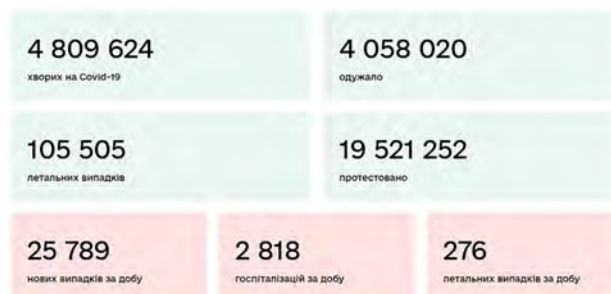 4 809 624
хворих на Covid-19
4 058 020
одужало
105 505
летальних випадків
19 521 252
протестовано
25 789
нових випадків за добу
2 818
госпіталізацій за добу
276
летальних випадків за добу